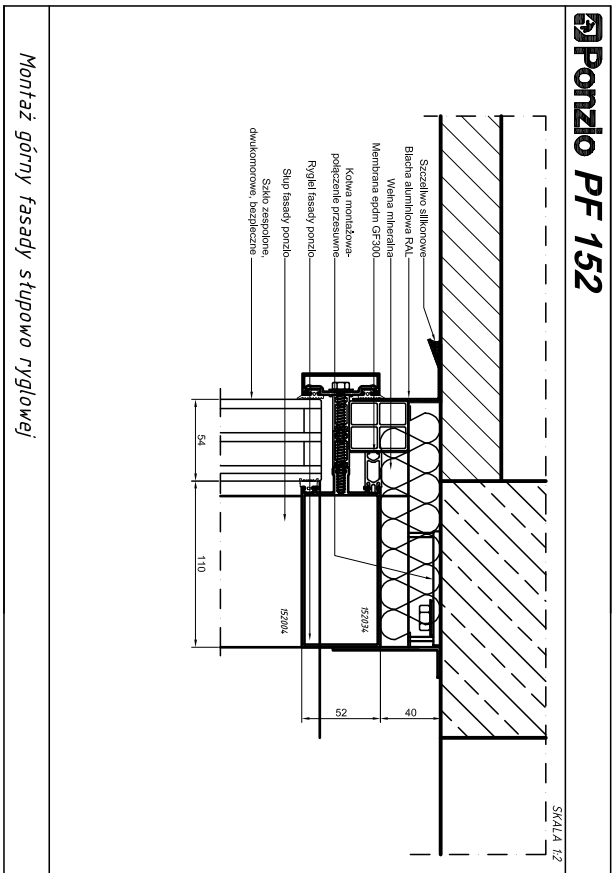 Ponzio PF 152
SKALA 1:2
Szczeliwo silikonowe
Blacha aluminiowa RAL
Wełna mineralna
Membrana epdm GF300
Kotwa montażowa-
połączenie przesuwne
Rygiel fasady ponzio
Słup fasady ponzio
Szkło zespolone,
dwukomorowe, bezpieczne
152034
152004
40
52
54
110
Montaż górny fasady słupowo ryglowej